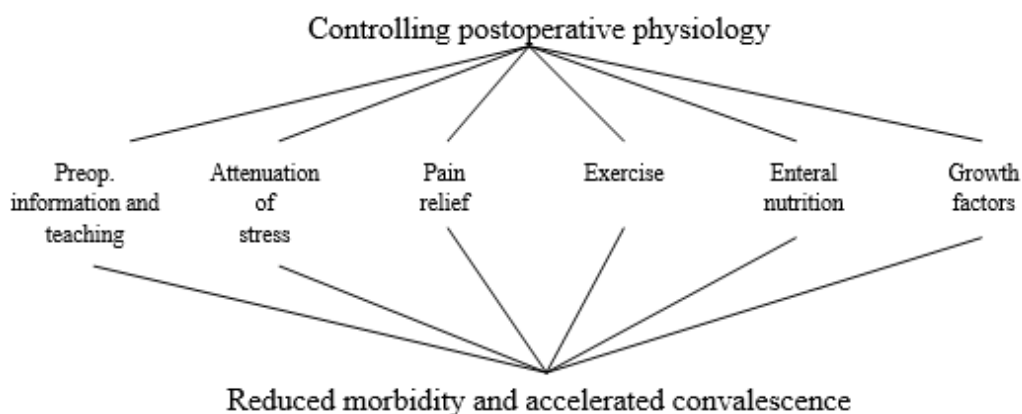 Controlling postoperative physiology
Preop.
information and
teaching
Attenuation
of
stress
Pain
relief
Exercise
Enteral
nutrition
Growth
factors
Reduced morbidity and accelerated convalescence